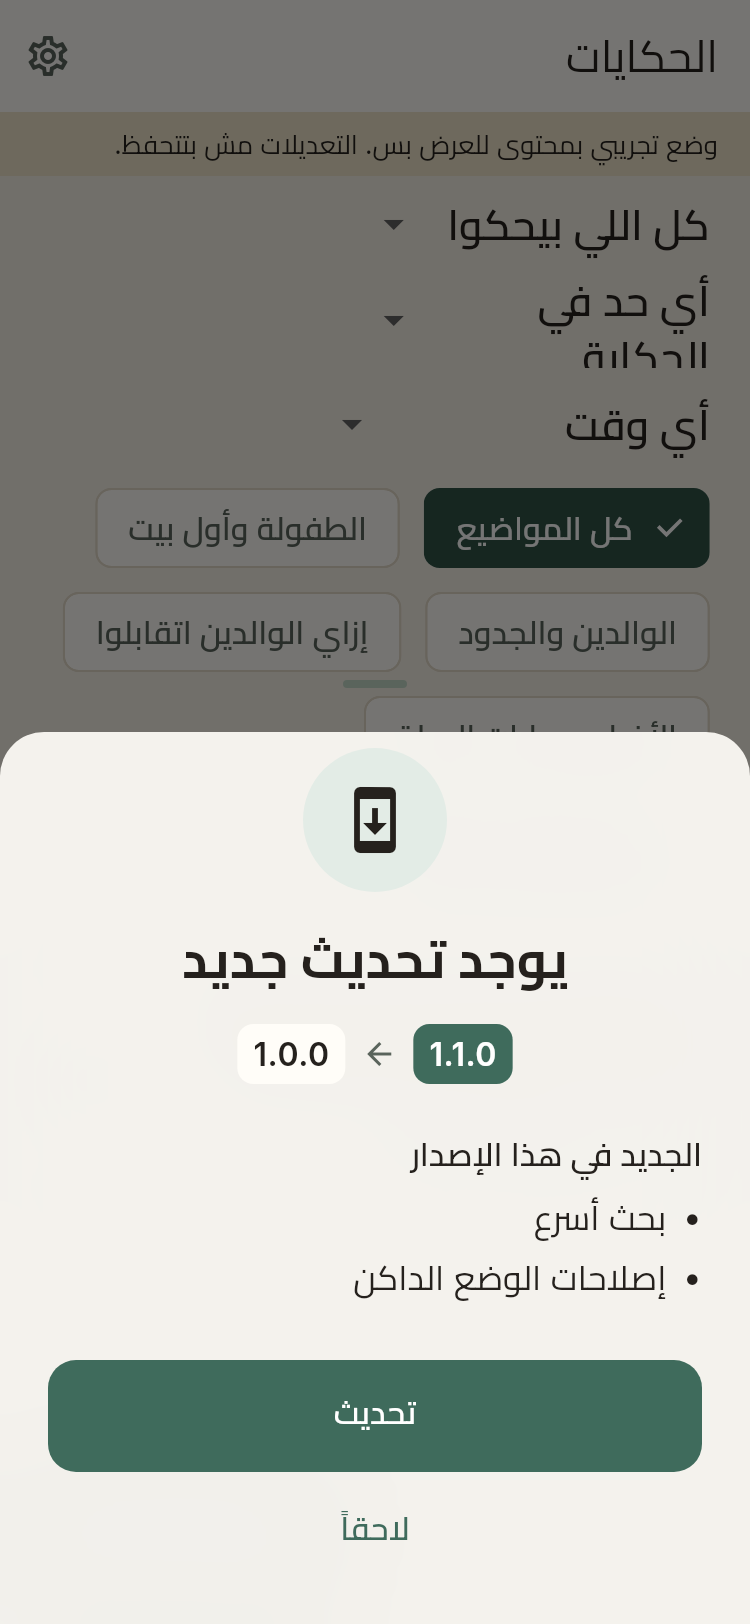 الحكايات
وضع تجريبي بمحتوى للعرض بس. التعديلات مش بتتحفظ.
كل اللي بيحكوا
أي حد في
الحكاية
أي وقت
كل المواضيع
الطفولة وأول بيت
الوالدين والجدود
إزاي الوالدين اتقابلوا
يوجد تحديث جديد
1.1.0 ← 1.0.0
الجديد في هذا الإصدار
• بحث أسرع
• إصلاحات الوضع الداكن
تحديث
لاحقاً